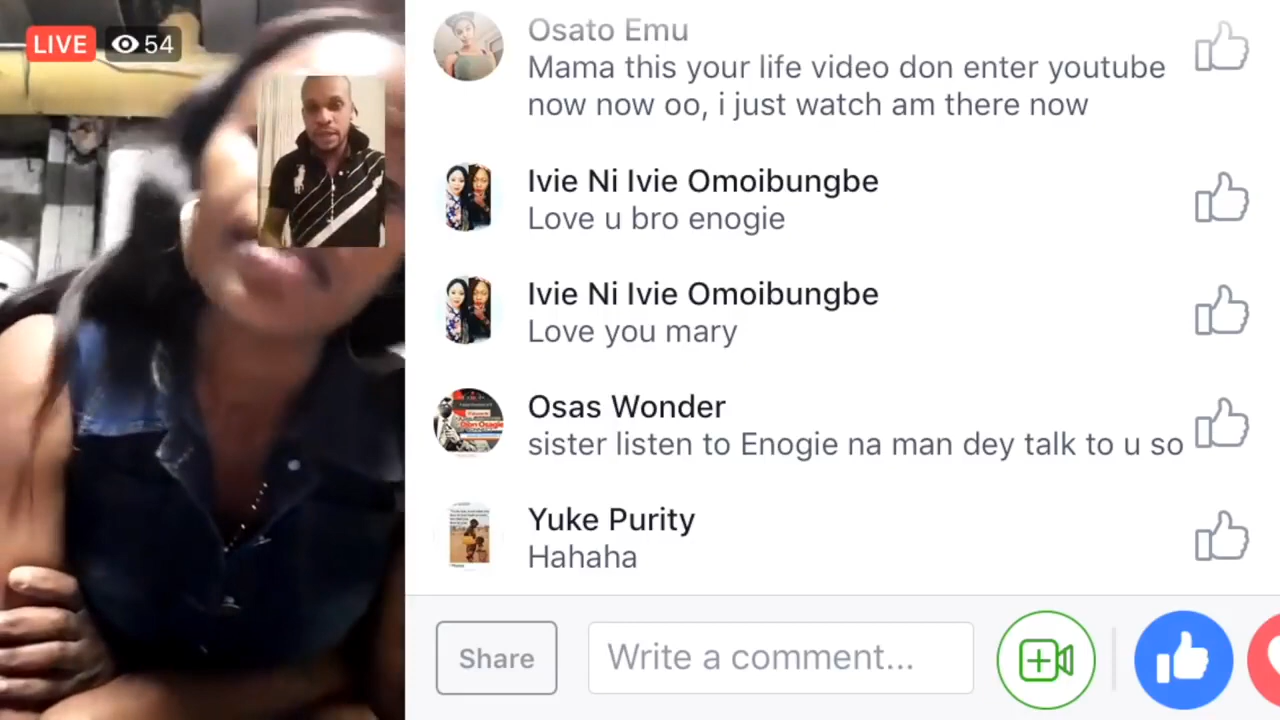 LIVE 54
Osato Emu
Mama this your life video don enter youtube
now now oo, i just watch am there now
Ivie Ni Ivie Omoibungbe
Love u bro enogie
Ivie Ni Ivie Omoibungbe
Love you mary
Osas Wonder
sister listen to Enogie na man dey talk to u so
Yuke Purity
Hahaha
Share
Write a comment...